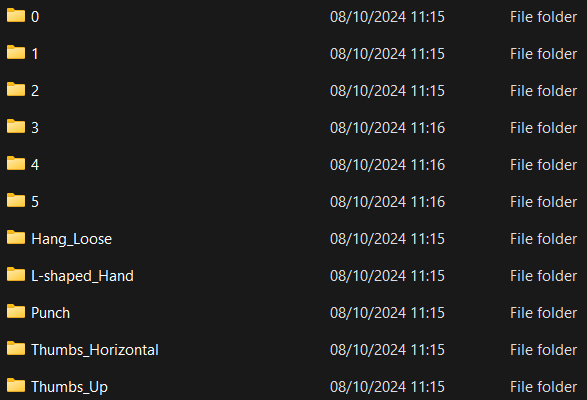 0 08/10/2024 11:15 File folder
1 08/10/2024 11:15 File folder
2 08/10/2024 11:15 File folder
3 08/10/2024 11:16 File folder
4 08/10/2024 11:16 File folder
5 08/10/2024 11:16 File folder
Hang_Loose 08/10/2024 11:15 File folder
L-shaped_Hand 08/10/2024 11:15 File folder
Punch 08/10/2024 11:15 File folder
Thumbs_Horizontal 08/10/2024 11:15 File folder
Thumbs_Up 08/10/2024 11:15 File folder